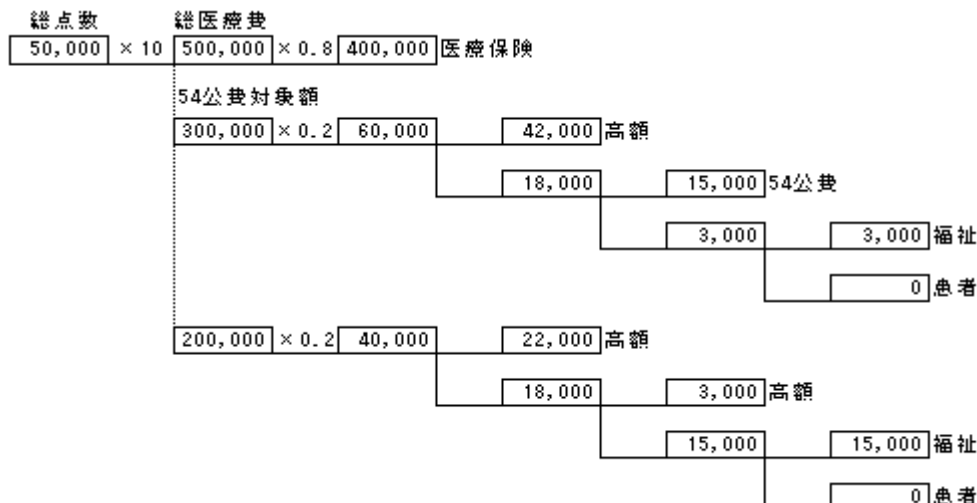 総点数 総医療費
50,000 × 10 500,000 × 0.8 400,000 医療保険
54公費対象額
300,000 × 0.2 60,000 42,000 高額
18,000 15,000 54公費
3,000 3,000 福祉
0 患者
200,000 × 0.2 40,000 22,000 高額
18,000 3,000 高額
15,000 15,000 福祉
0 患者